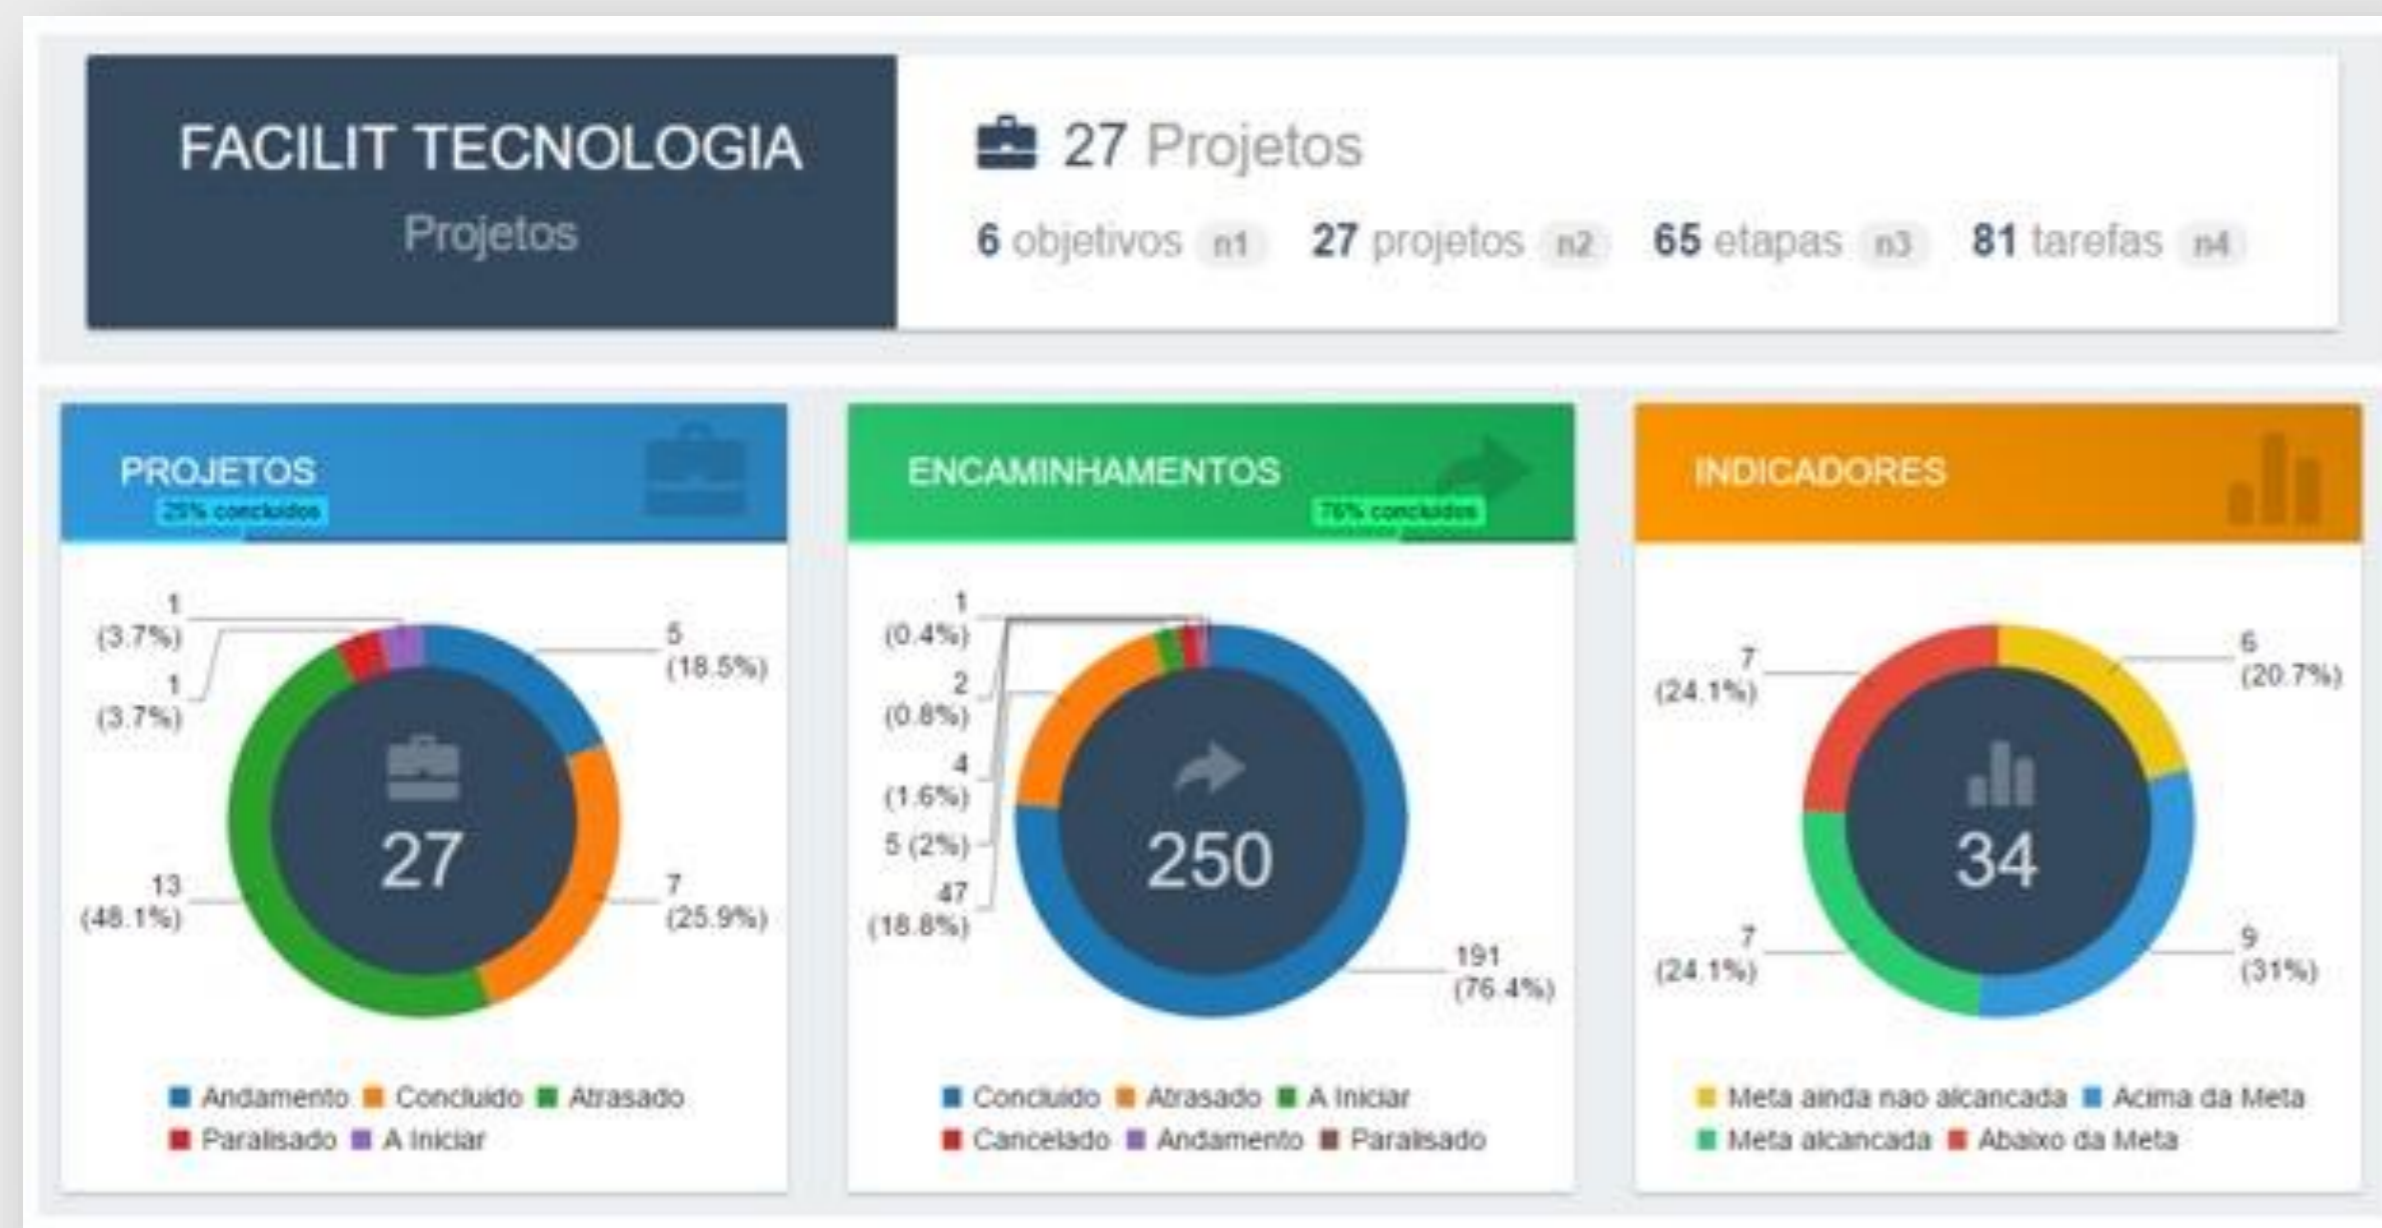 FACILIT TECNOLOGIA
Projetos
27 Projetos
6 objetivos n1 27 projetos n2 65 etapas n3 81 tarefas n4
PROJETOS
25% concluídos
1
(3.7%)
1
(3.7%)
5
(18.5%)
27
13
(48.1%)
7
(25.9%)
Andamento Concluido Atrasado
Paralisado A Iniciar
ENCAMINHAMENTOS
76% concluídos
1
(0.4%)
2
(0.8%)
4
(1.6%)
5 (2%)
47
(18.8%)
250
191
(76.4%)
Concluido Atrasado A Iniciar
Cancelado Andamento Paralisado
INDICADORES
7
(24.1%)
6
(20.7%)
34
7
(24.1%)
9
(31%)
Meta ainda nao alcancada Acima da Meta
Meta alcancada Abaixo da Meta